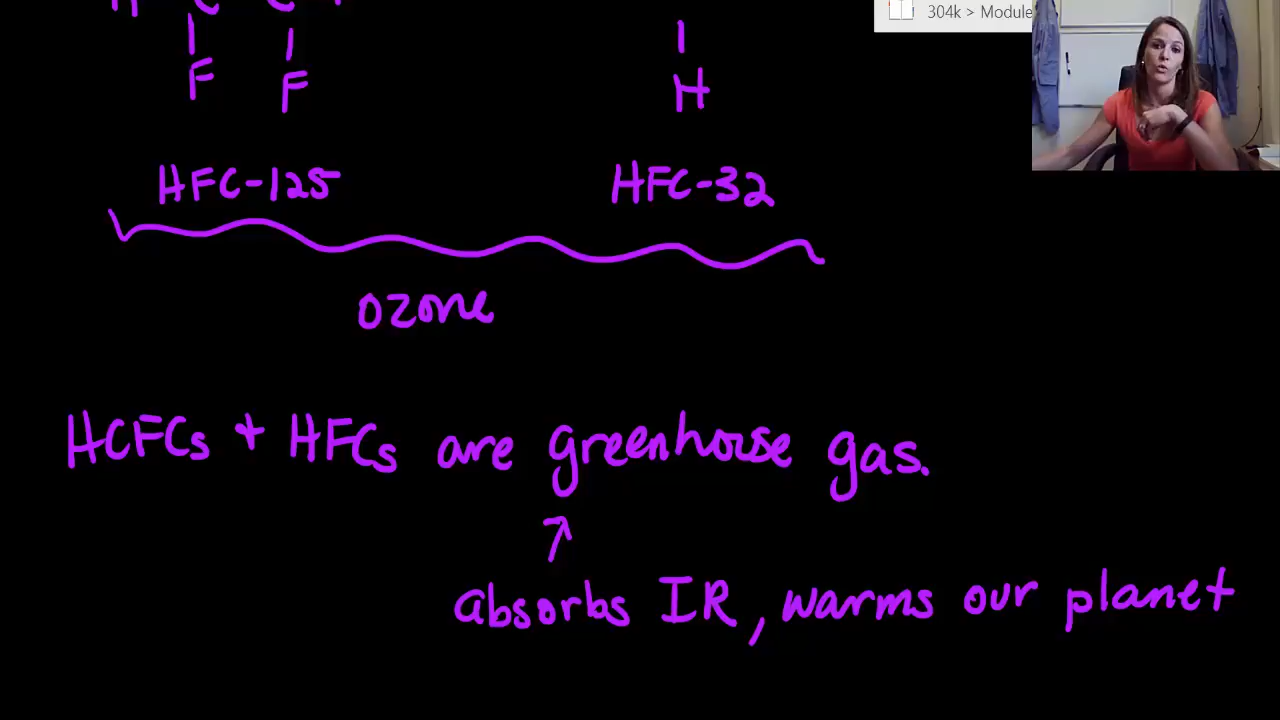 304k > Module
F F H
HFC-125 HFC-32
ozone
HCFCs + HFCs are greenhouse gas.
↑
absorbs IR, warms our planet